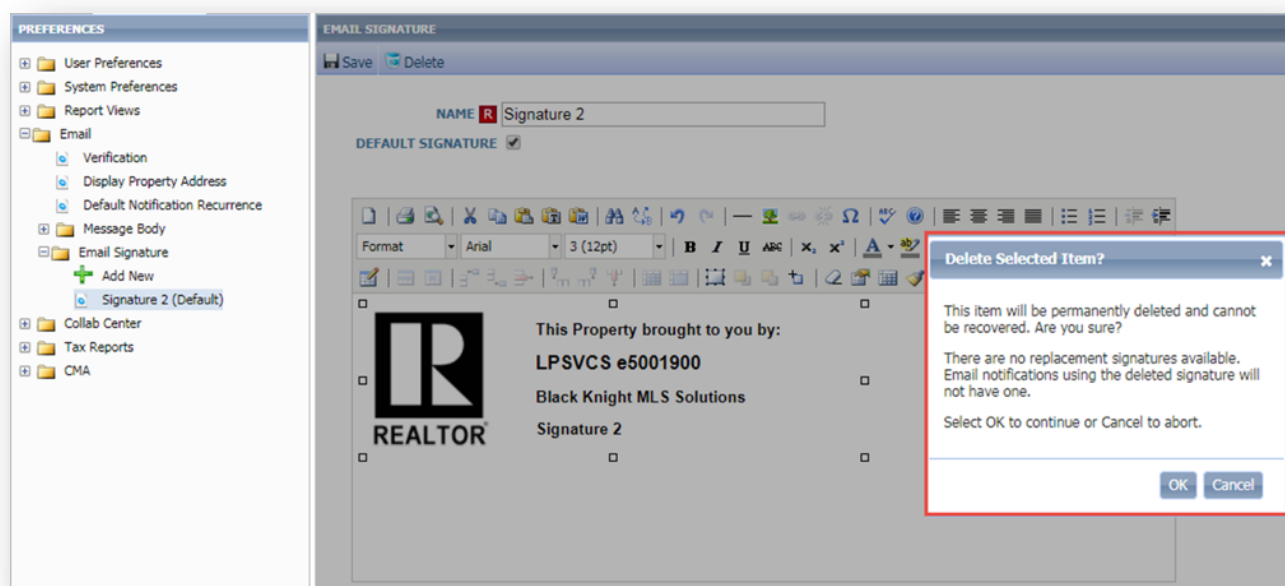 PREFERENCES
User Preferences
System Preferences
Report Views
Email
Verification
Display Property Address
Default Notification Recurrence
Message Body
Email Signature
Add New
Signature 2 (Default)
Collab Center
Tax Reports
CMA
EMAIL SIGNATURE
Save Delete
NAME R Signature 2
DEFAULT SIGNATURE
Format Arial 3 (12pt) B I U ABC X₂ X² A ab
REALTOR
This Property brought to you by:
LPSVCS e5001900
Black Knight MLS Solutions
Signature 2
Delete Selected Item?
This item will be permanently deleted and cannot
be recovered. Are you sure?
There are no replacement signatures available.
Email notifications using the deleted signature will
not have one.
Select OK to continue or Cancel to abort.
OK Cancel